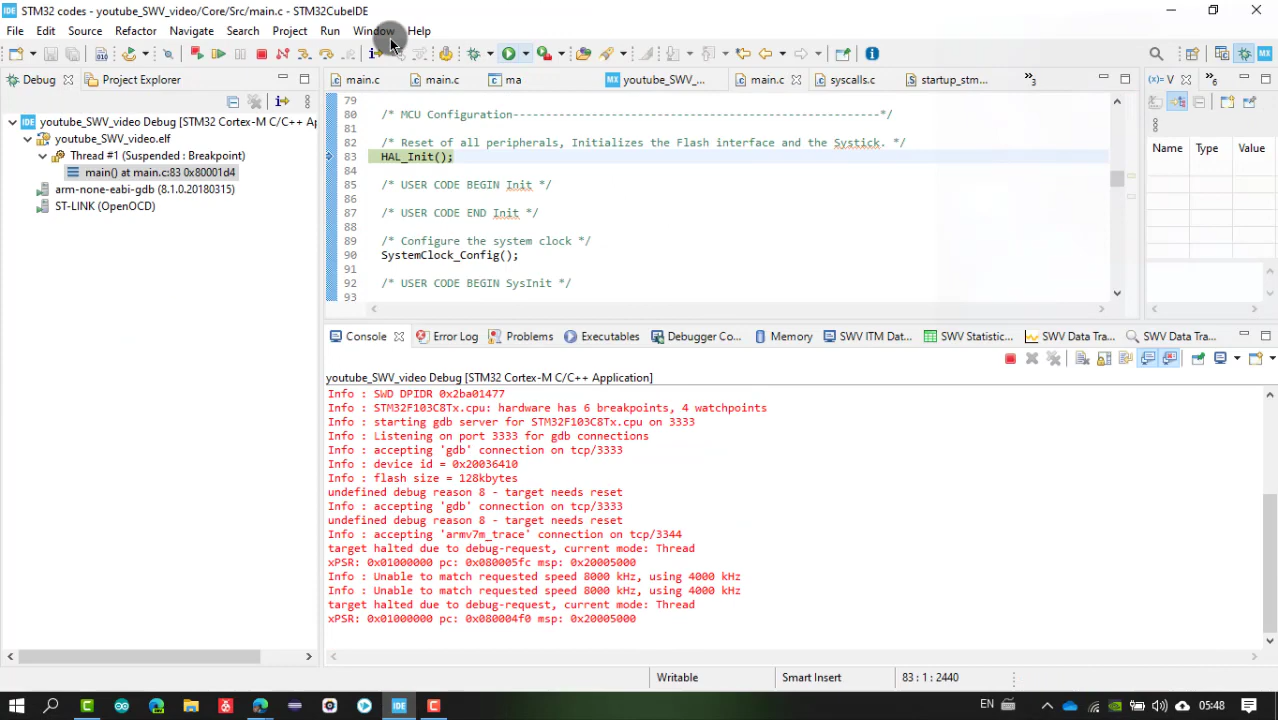 STM32 codes - youtube_SWV_video/Core/Src/main.c - STM32CubeIDE
File Edit Source Refactor Navigate Search Project Run Window Help
Debug Project Explorer
youtube_SWV_video Debug [STM32 Cortex-M C/C++ Ap
youtube_SWV_video.elf
Thread #1 (Suspended : Breakpoint)
main() at main.c:83 0x80001d4
arm-none-eabi-gdb (8.1.0.20180315)
ST-LINK (OpenOCD)
main.c main.c ma youtube_SWV_... main.c syscalls.c startup_stm... »3
79
80 /* MCU Configuration--------------------------------------------------------*/
81
82 /* Reset of all peripherals, Initializes the Flash interface and the Systick. */
83 HAL_Init();
84
85 /* USER CODE BEGIN Init */
86
87 /* USER CODE END Init */
88
89 /* Configure the system clock */
90 SystemClock_Config();
91
92 /* USER CODE BEGIN SysInit */
93
(x)= V »6
Name Type Value
Console Error Log Problems Executables Debugger Co... Memory SWV ITM Dat... SWV Statistic... SWV Data Tra... SWV Data Tra...
youtube_SWV_video Debug [STM32 Cortex-M C/C++ Application]
Info : SWD DPIDR 0x2ba01477
Info : STM32F103C8Tx.cpu: hardware has 6 breakpoints, 4 watchpoints
Info : starting gdb server for STM32F103C8Tx.cpu on 3333
Info : Listening on port 3333 for gdb connections
Info : accepting 'gdb' connection on tcp/3333
Info : device id = 0x20036410
Info : flash size = 128kbytes
undefined debug reason 8 - target needs reset
Info : accepting 'gdb' connection on tcp/3333
undefined debug reason 8 - target needs reset
Info : accepting 'armv7m_trace' connection on tcp/3344
target halted due to debug-request, current mode: Thread
xPSR: 0x01000000 pc: 0x080005fc msp: 0x20005000
Info : Unable to match requested speed 8000 kHz, using 4000 kHz
Info : Unable to match requested speed 8000 kHz, using 4000 kHz
target halted due to debug-request, current mode: Thread
xPSR: 0x01000000 pc: 0x080004f0 msp: 0x20005000
Writable Smart Insert 83 : 1 : 2440
IDE EN 05:48